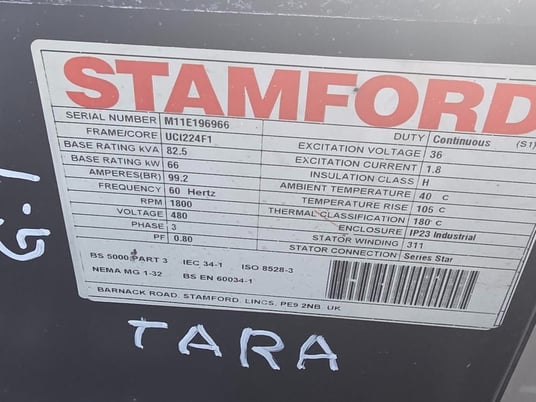 STAMFORD
SERIAL NUMBER M11E196966
FRAME/CORE UCI224F1
BASE RATING kVA 82.5
BASE RATING kW 66
AMPERES(BR) 99.2
FREQUENCY 60 Hertz
RPM 1800
VOLTAGE 480
PHASE 3
PF 0.80
DUTY Continuous (S1)
EXCITATION VOLTAGE 36
EXCITATION CURRENT 1.8
INSULATION CLASS H
AMBIENT TEMPERATURE 40 C
TEMPERATURE RISE 105 C
THERMAL CLASSIFICATION 180 C
ENCLOSURE IP23 Industrial
STATOR WINDING 311
STATOR CONNECTION Series Star
BS 5000 PART 3 IEC 34-1 ISO 8528-3
NEMA MG 1-32 BS EN 60034-1
BARNACK ROAD, STAMFORD, LINCS, PE9 2NB. UK
TARA